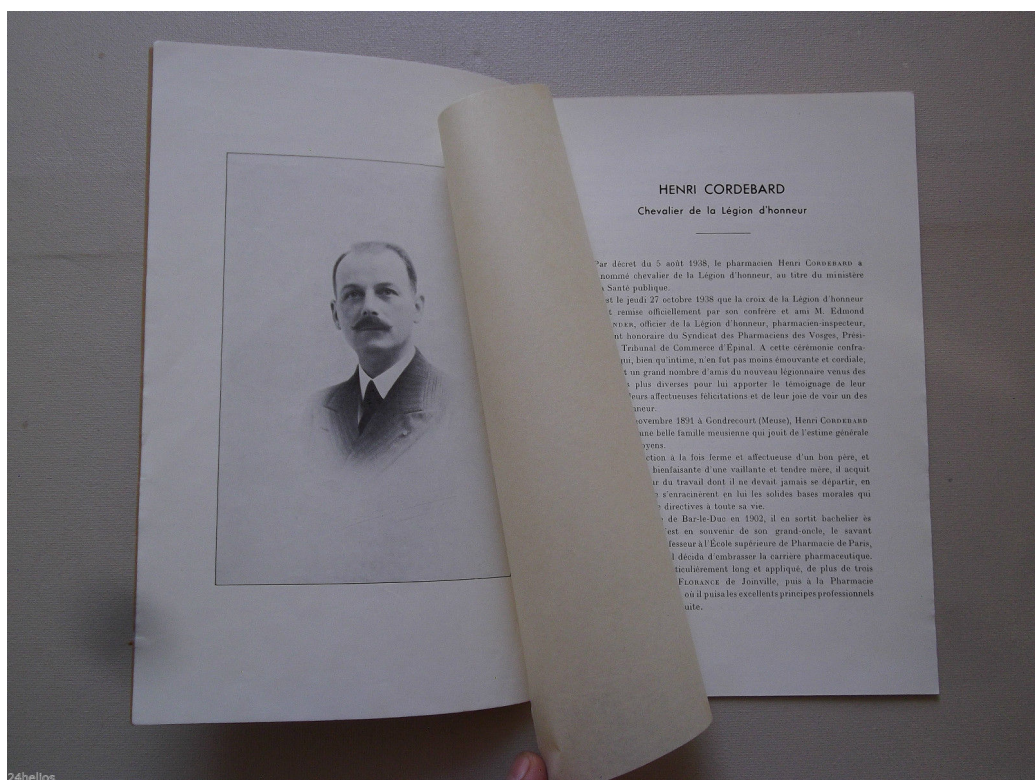 HENRI CORDEBARD
Chevalier de la Légion d'honneur
Par décret du 5 août 1938, le pharmacien Henri CORDEBARD a
nommé chevalier de la Légion d'honneur, au titre du ministère
Santé publique.
est le jeudi 27 octobre 1938 que la croix de la Légion d'honneur
t remise officiellement par son confrère et ami M. Edmond
NDER, officier de la Légion d'honneur, pharmacien-inspecteur,
nt honoraire du Syndicat des Pharmaciens des Vosges, Prési-
Tribunal de Commerce d'Épinal. A cette cérémonie confra-
qui, bien qu'intime, n'en fut pas moins émouvante et cordiale,
t un grand nombre d'amis du nouveau légionnaire venus des
s plus diverses pour lui apporter le témoignage de leur
leurs affectueuses félicitations et de leur joie de voir un des
nneur.
ovembre 1891 à Gondrecourt (Meuse), Henri CORDEBARD
une belle famille meusienne qui jouit de l'estime générale
oyens.
ction à la fois ferme et affectueuse d'un bon père, et
bienfaisante d'une vaillante et tendre mère, il acquit
ur du travail dont il ne devait jamais se départir, en
e s'enracinèrent en lui les solides bases morales qui
e directives à toute sa vie.
e de Bar-le-Duc en 1902, il en sortit bachelier ès
'est en souvenir de son grand-oncle, le savant
fesseur à l'École supérieure de Pharmacie de Paris,
l décida d'embrasser la carrière pharmaceutique.
ticulièrement long et appliqué, de plus de trois
FLORANCE de Joinville, puis à la Pharmacie
où il puisa les excellents principes professionnels
uite.
24helios